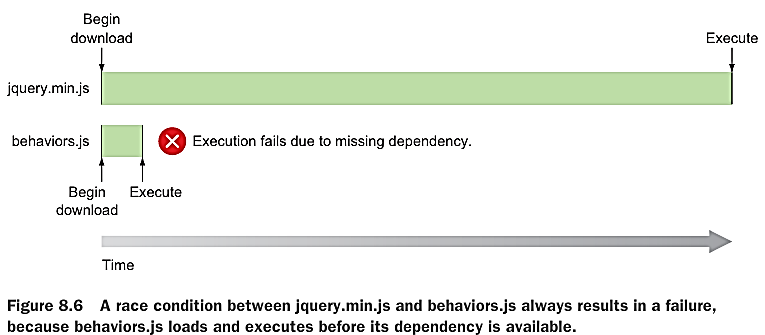 Begin
download
Execute
jquery.min.js
behaviors.js
Execution fails due to missing dependency.
Begin
download
Execute
Time
Figure 8.6 A race condition between jquery.min.js and behaviors.js always results in a failure,
because behaviors.js loads and executes before its dependency is available.